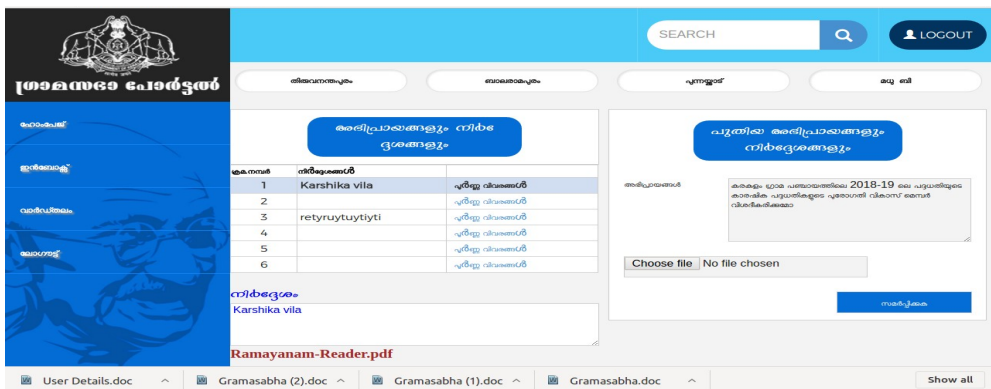 SEARCH
LOGOUT
ഗ്രാമസഭാ പോർട്ടൽ
തിരുവനന്തപുരം
ബാലരാമപുരം
പുന്നയ്ക്കാട്
മധു ബി
ഹോംപേജ്
ഇൻബോക്സ്
വാർഡ്തലം
ലോഗൗട്ട്
അഭിപ്രായങ്ങളും നിർദേ
ദ്ദശങ്ങളും
ക്രമനമ്പർ നിർദ്ദേശങ്ങൾ
1 Karshika vila പൂർണ്ണ വിവരങ്ങൾ
2 പൂർണ്ണ വിവരങ്ങൾ
3 retyruytuytiyti പൂർണ്ണ വിവരങ്ങൾ
4 പൂർണ്ണ വിവരങ്ങൾ
5 പൂർണ്ണ വിവരങ്ങൾ
6 പൂർണ്ണ വിവരങ്ങൾ
നിർദ്ദേശം
Karshika vila
Ramayanam-Reader.pdf
പുതിയ അഭിപ്രായങ്ങളും
നിർദ്ദേശങ്ങളും
അഭിപ്രായങ്ങൾ
കരകുളം ഗ്രാമ പഞ്ചായത്തിലെ 2018-19 ലെ പദ്ധതിയുടെ
കാർഷിക പദ്ധതികളുടെ പുരോഗതി വികാസ് മെമ്പർ
വിശദീകരിക്കമോ
Choose file No file chosen
സമർപ്പിക്കുക
User Details.doc
Gramasabha (2).doc
Gramasabha (1).doc
Gramasabha.doc
Show all